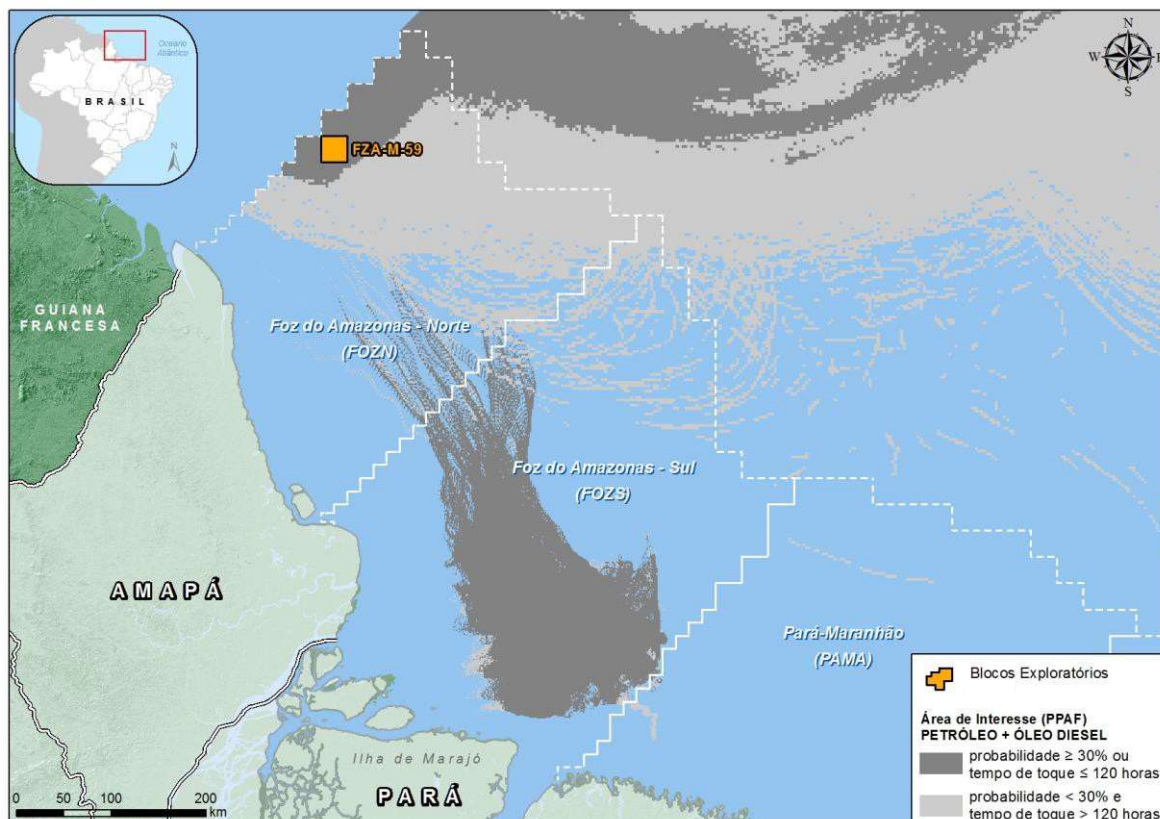 Oceano
Atlântico
BRASIL
N
N
W
E
S
FZA-M-59
GUIANA
FRANCESA
Foz do Amazonas - Norte
(FOZN)
Foz do Amazonas - Sul
(FOZS)
AMAPÁ
Pará-Maranhão
(PAMA)
Ilha de Marajó
PARÁ
0 50 100 200
km
Blocos Exploratórios
Área de Interesse (PPAF)
PETRÓLEO + ÓLEO DIESEL
probabilidade ≥ 30% ou
tempo de toque ≤ 120 horas
probabilidade < 30% e
tempo de toque > 120 horas